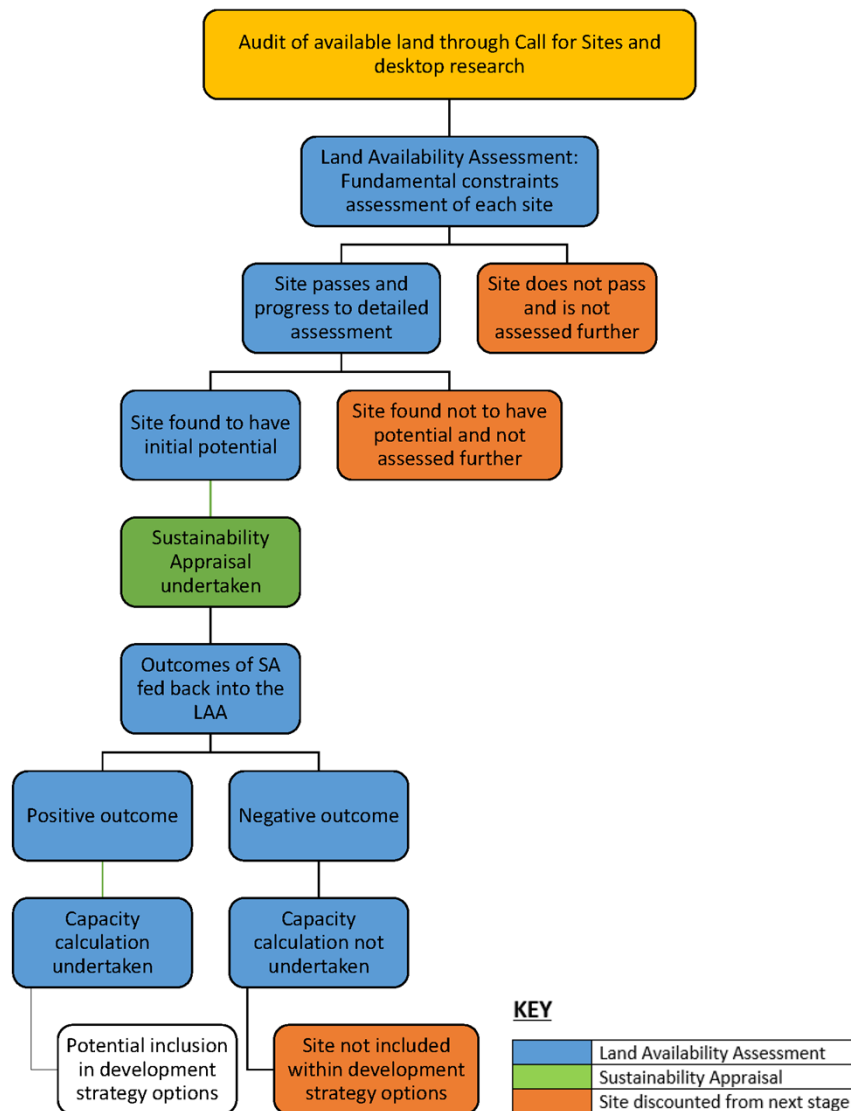 Audit of available land through Call for Sites and
desktop research
Land Availability Assessment:
Fundamental constraints
assessment of each site
Site passes and
progress to detailed
assessment
Site does not pass
and is not
assessed further
Site found to have
initial potential
Site found not to have
potential and not
assessed further
Sustainability
Appraisal
undertaken
Outcomes of SA
fed back into the
LAA
Positive outcome
Negative outcome
Capacity
calculation
undertaken
Capacity
calculation not
undertaken
Potential inclusion
in development
strategy options
Site not included
within development
strategy options
KEY
Land Availability Assessment
Sustainability Appraisal
Site discounted from next stage